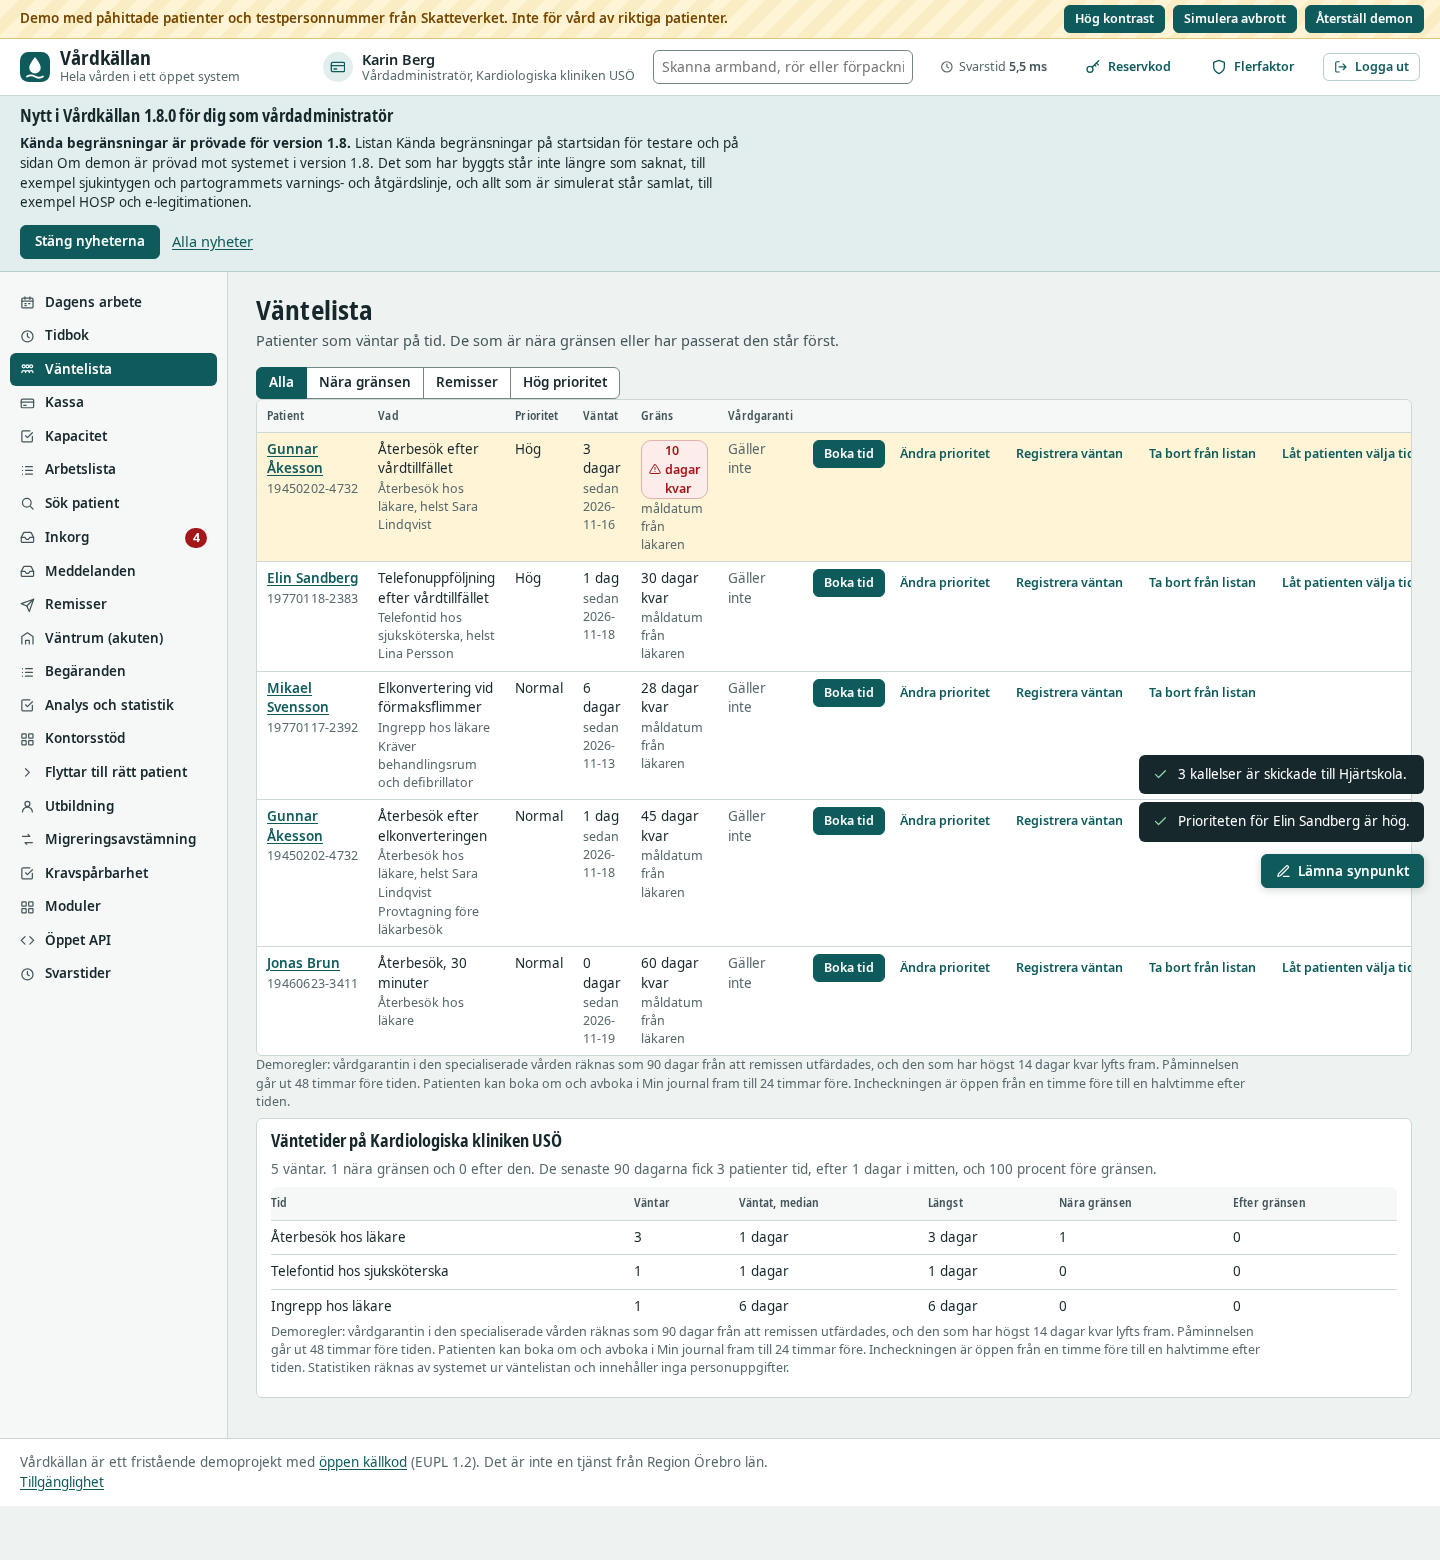 Demo med påhittade patienter och testpersonnummer från Skatteverket. Inte för vård av riktiga patienter.
Hög kontrast
Simulera avbrott
Återställ demon
Vårdkällan
Hela vården i ett öppet system
Karin Berg
Vårdadministratör, Kardiologiska kliniken USÖ
Skanna armband, rör eller förpackni
Svarstid 5,5 ms
Reservkod
Flerfaktor
Logga ut
Nytt i Vårdkällan 1.8.0 för dig som vårdadministratör
Kända begränsningar är prövade för version 1.8. Listan Kända begränsningar på startsidan för testare och på
sidan Om demon är prövad mot systemet i version 1.8. Det som har byggts står inte längre som saknat, till
exempel sjukintygen och partogrammets varnings- och åtgärdslinje, och allt som är simulerat står samlat, till
exempel HOSP och e-legitimationen.
Stäng nyheterna
Alla nyheter
Dagens arbete
Tidbok
Väntelista
Kassa
Kapacitet
Arbetslista
Sök patient
Inkorg
4
Meddelanden
Remisser
Väntrum (akuten)
Begäranden
Analys och statistik
Kontorsstöd
Flyttar till rätt patient
Utbildning
Migreringsavstämning
Kravspårbarhet
Moduler
Öppet API
Svarstider
Väntelista
Patienter som väntar på tid. De som är nära gränsen eller har passerat den står först.
Alla
Nära gränsen
Remisser
Hög prioritet
Patient
Vad
Prioritet
Väntat
Gräns
Vårdgaranti
Gunnar
Åkesson
19450202-4732
Återbesök efter
vårdtillfället
Återbesök hos
läkare, helst Sara
Lindqvist
Hög
3
dagar
sedan
2026-
11-16
10
dagar
kvar
måldatum
från
läkaren
Gäller
inte
Boka tid
Ändra prioritet
Registrera väntan
Ta bort från listan
Låt patienten välja tid
Elin Sandberg
19770118-2383
Telefonuppföljning
efter vårdtillfället
Telefontid hos
sjuksköterska, helst
Lina Persson
Hög
1 dag
sedan
2026-
11-18
30 dagar
kvar
måldatum
från
läkaren
Gäller
inte
Boka tid
Ändra prioritet
Registrera väntan
Ta bort från listan
Låt patienten välja tid
Mikael
Svensson
19770117-2392
Elkonvertering vid
förmaksflimmer
Ingrepp hos läkare
Kräver
behandlingsrum
och defibrillator
Normal
6
dagar
sedan
2026-
11-13
28 dagar
kvar
måldatum
från
läkaren
Gäller
inte
Boka tid
Ändra prioritet
Registrera väntan
Ta bort från listan
Gunnar
Åkesson
19450202-4732
Återbesök efter
elkonverteringen
Återbesök hos
läkare, helst Sara
Lindqvist
Provtagning före
läkarbesök
Normal
1 dag
sedan
2026-
11-18
45 dagar
kvar
måldatum
från
läkaren
Gäller
inte
Boka tid
Ändra prioritet
Registrera väntan
3 kallelser är skickade till Hjärtskola.
Prioriteten för Elin Sandberg är hög.
Lämna synpunkt
Jonas Brun
19460623-3411
Återbesök, 30
minuter
Återbesök hos
läkare
Normal
0
dagar
sedan
2026-
11-19
60 dagar
kvar
måldatum
från
läkaren
Gäller
inte
Boka tid
Ändra prioritet
Registrera väntan
Ta bort från listan
Låt patienten välja tid
Demoregler: vårdgarantin i den specialiserade vården räknas som 90 dagar från att remissen utfärdades, och den som har högst 14 dagar kvar lyfts fram. Påminnelsen
går ut 48 timmar före tiden. Patienten kan boka om och avboka i Min journal fram till 24 timmar före. Incheckningen är öppen från en timme före till en halvtimme efter
tiden.
Väntetider på Kardiologiska kliniken USÖ
5 väntar. 1 nära gränsen och 0 efter den. De senaste 90 dagarna fick 3 patienter tid, efter 1 dagar i mitten, och 100 procent före gränsen.
Tid
Väntar
Väntat, median
Längst
Nära gränsen
Efter gränsen
Återbesök hos läkare
3
1 dagar
3 dagar
1
0
Telefontid hos sjuksköterska
1
1 dagar
1 dagar
0
0
Ingrepp hos läkare
1
6 dagar
6 dagar
0
0
Demoregler: vårdgarantin i den specialiserade vården räknas som 90 dagar från att remissen utfärdades, och den som har högst 14 dagar kvar lyfts fram. Påminnelsen
går ut 48 timmar före tiden. Patienten kan boka om och avboka i Min journal fram till 24 timmar före. Incheckningen är öppen från en timme före till en halvtimme efter
tiden. Statistiken räknas av systemet ur väntelistan och innehåller inga personuppgifter.
Vårdkällan är ett fristående demoprojekt med öppen källkod (EUPL 1.2). Det är inte en tjänst från Region Örebro län.
Tillgänglighet